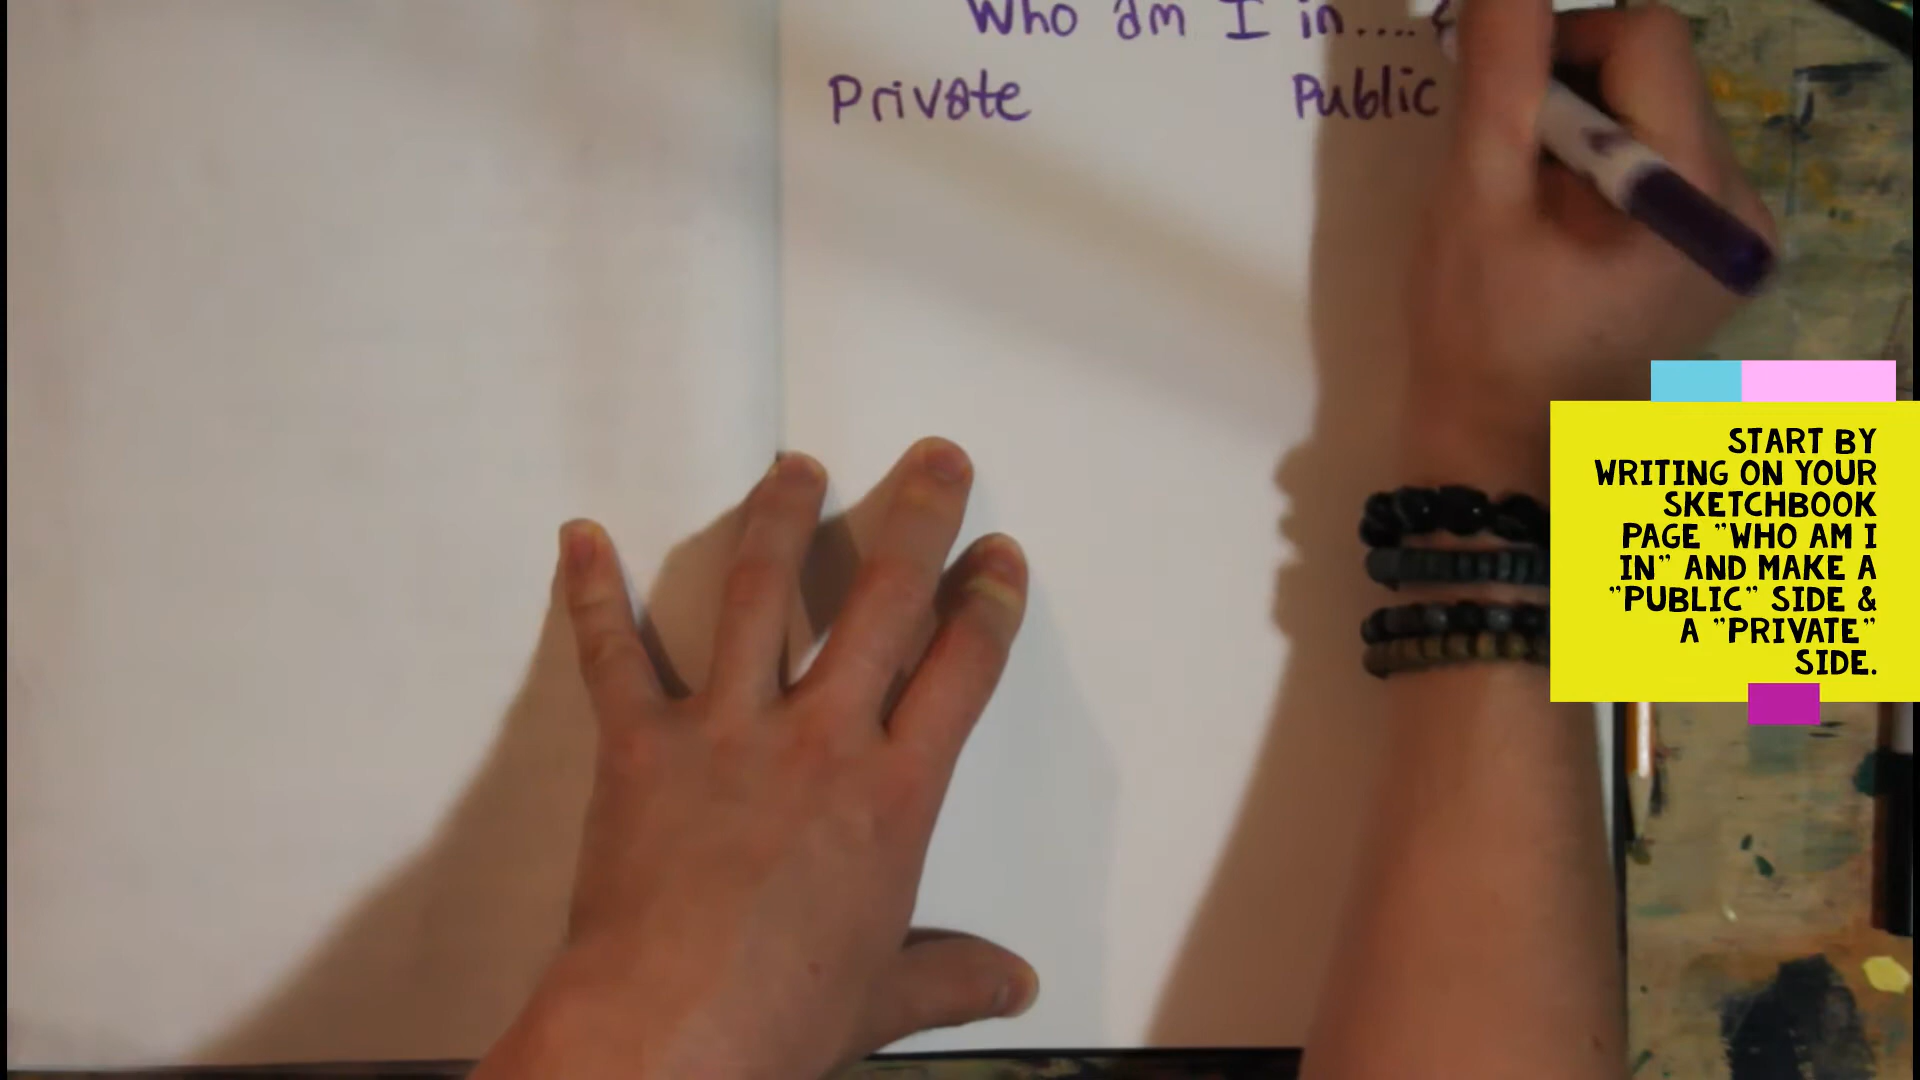 Who am I in....
Private Public
START BY
WRITING ON YOUR
SKETCHBOOK
PAGE "WHO AM I
IN" AND MAKE A
"PUBLIC" SIDE &
A "PRIVATE"
SIDE.